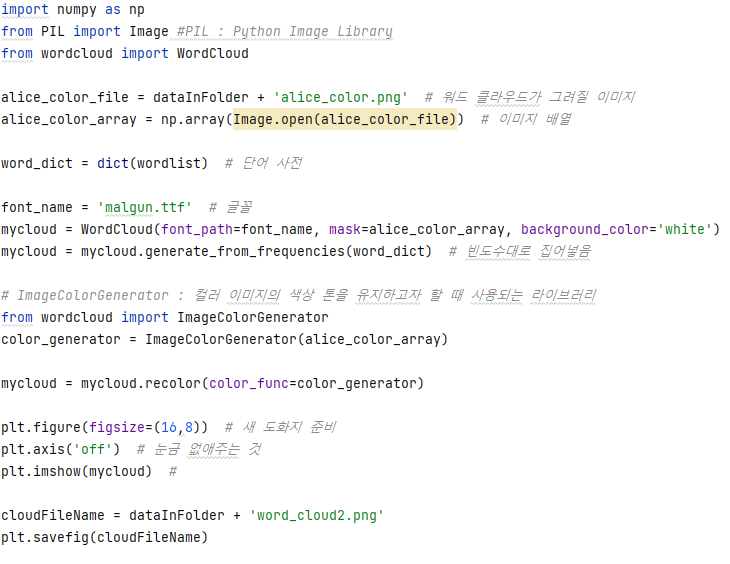 import numpy as np
from PIL import Image #PIL : Python Image Library
from wordcloud import WordCloud
alice_color_file = dataInFolder + 'alice_color.png'  # 워드 클라우드가 그려질 이미지
alice_color_array = np.array(Image.open(alice_color_file))  # 이미지 배열
word_dict = dict(wordlist)  # 단어 사전
font_name = 'malgun.ttf'  # 글꼴
mycloud = WordCloud(font_path=font_name, mask=alice_color_array, background_color='white')
mycloud = mycloud.generate_from_frequencies(word_dict)  # 빈도수대로 집어넣음
# ImageColorGenerator : 컬러 이미지의 색상 톤을 유지하고자 할 때 사용되는 라이브러리
from wordcloud import ImageColorGenerator
color_generator = ImageColorGenerator(alice_color_array)
mycloud = mycloud.recolor(color_func=color_generator)
plt.figure(figsize=(16,8))  # 새 도화지 준비
plt.axis('off')  # 눈금 없애주는 것
plt.imshow(mycloud)  #
cloudFileName = dataInFolder + 'word_cloud2.png'
plt.savefig(cloudFileName)